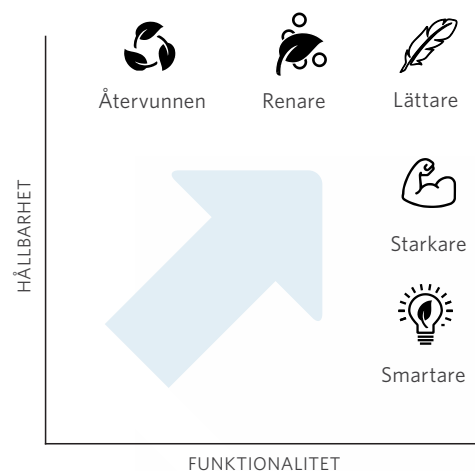 Återvunnen
Renare
Lättare
Starkare
Smartare
HÅLLBARHET
FUNKTIONALITET